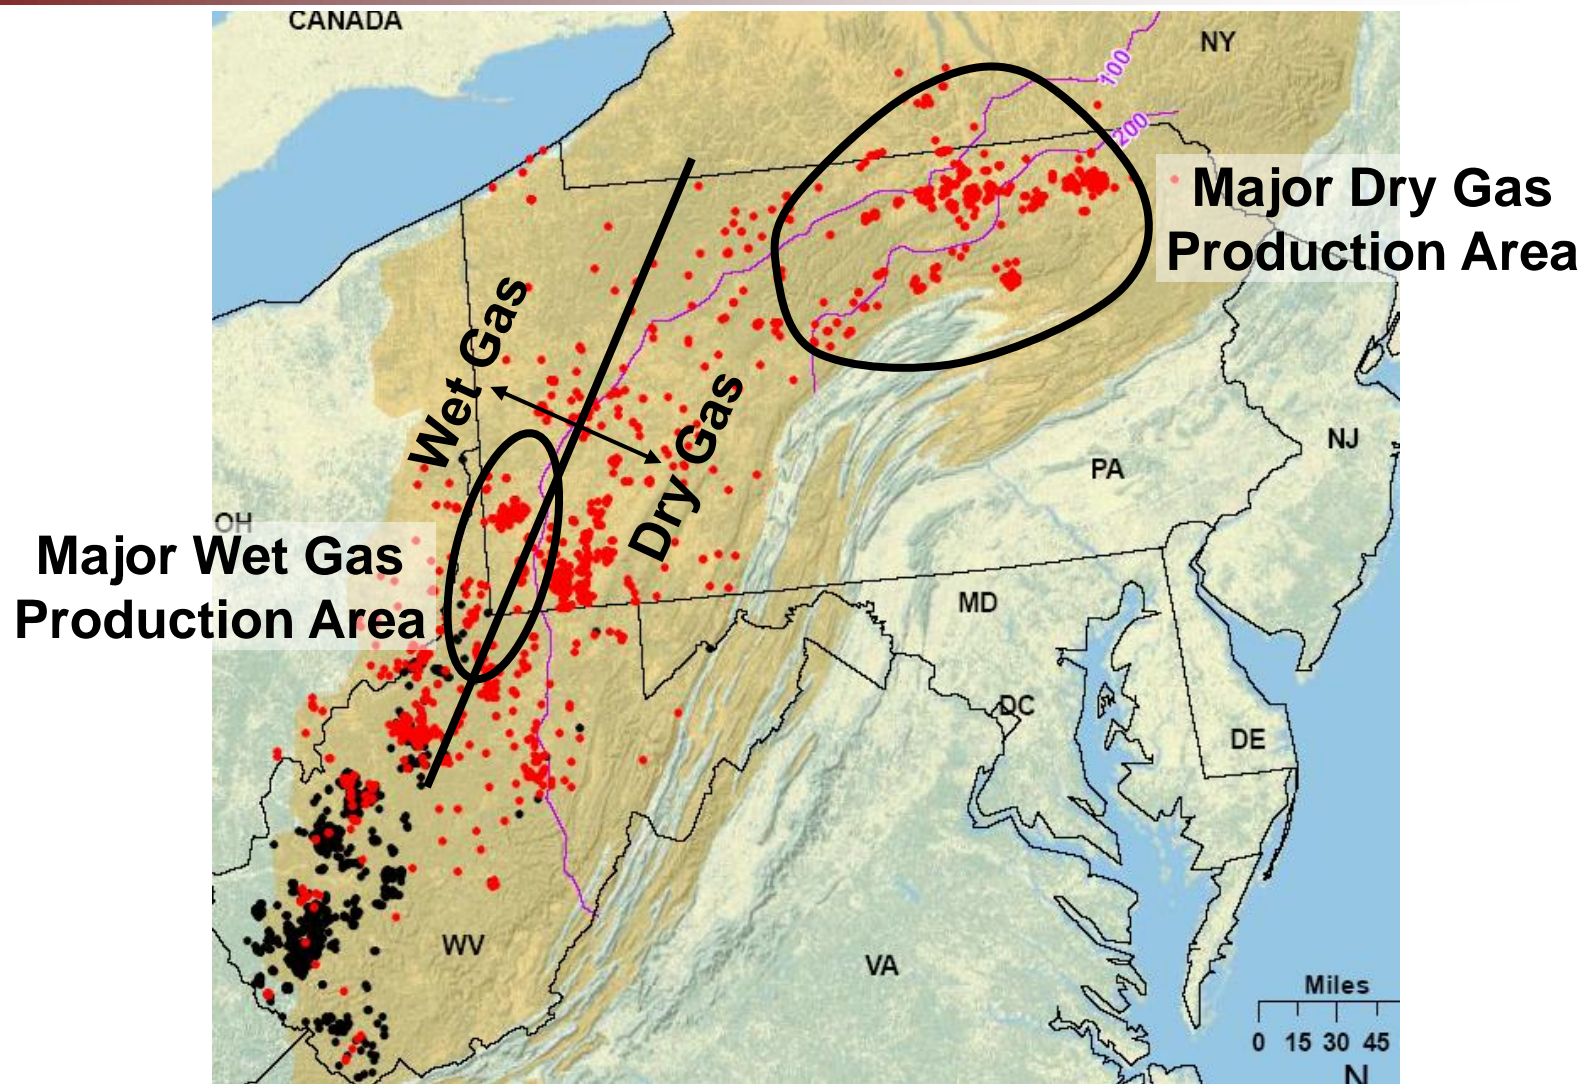 CANADA
NY
100
200
Major Dry Gas
Production Area
Wet Gas
Dry Gas
NJ
PA
OH
Major Wet Gas
Production Area
MD
DC
DE
WV
VA
Miles
0 15 30 45
N